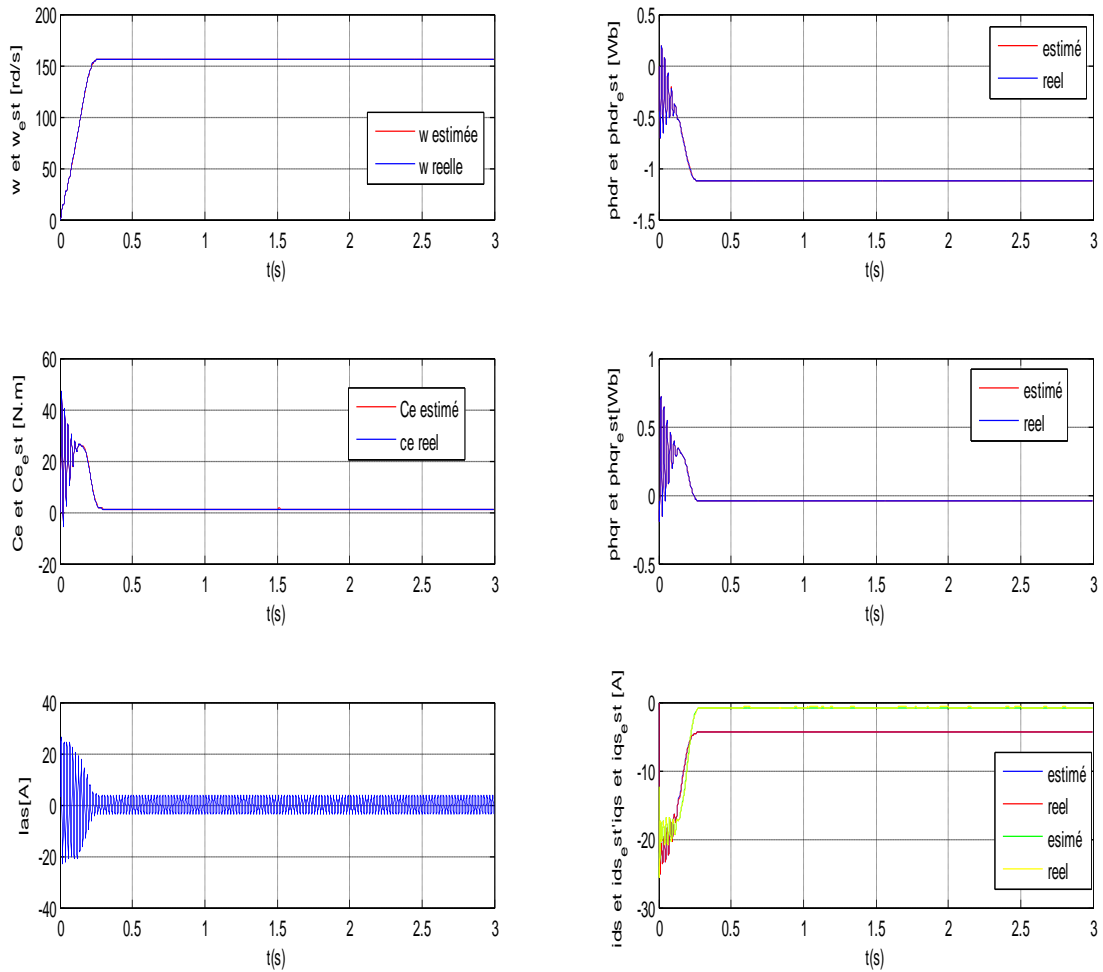 w et w_est [rd/s]
200
150
100
50
0
w estimée
w reelle
0 0.5 1 1.5 2 2.5 3
t(s)
phdr et phdr_est [Wb]
0.5
0
-0.5
-1
-1.5
estimé
reel
0 0.5 1 1.5 2 2.5 3
t(s)
Ce et Ce_est [N.m]
60
40
20
0
-20
Ce estimé
ce reel
0 0.5 1 1.5 2 2.5 3
t(s)
phqr et phqr_est[Wb]
1
0.5
0
-0.5
estimé
reel
0 0.5 1 1.5 2 2.5 3
t(s)
Ias[A]
40
20
0
-20
-40
0 0.5 1 1.5 2 2.5 3
t(s)
ids et ids_est'iqs et iqs_est [A]
0
-10
-20
-30
estimé
reel
esimé
reel
0 0.5 1 1.5 2 2.5 3
t(s)